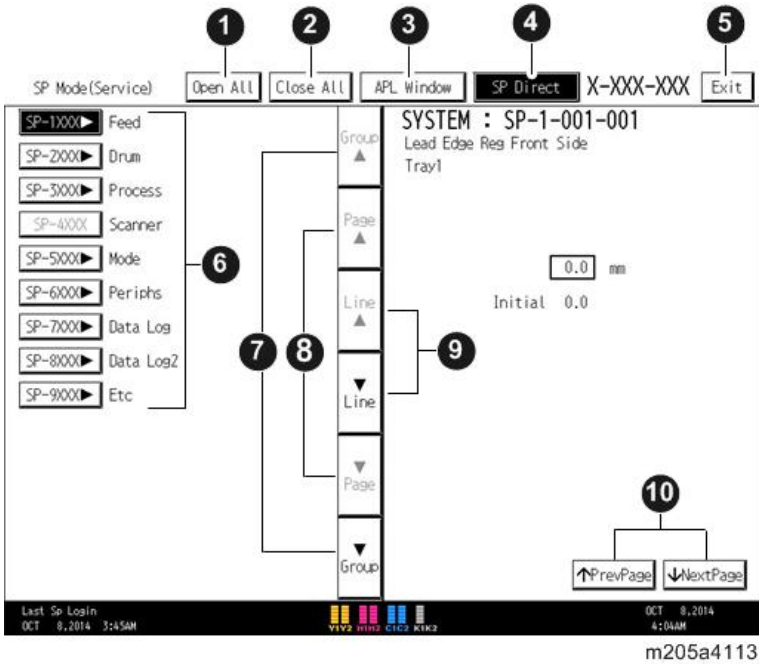 1 2 3 4 5
SP Mode(Service) Open All Close All APL Window SP Direct X-XXX-XXX Exit
SP-1XXX▶ Feed
SP-2XXX▶ Drum
SP-3XXX▶ Process
SP-4XXX Scanner
SP-5XXX▶ Mode
SP-6XXX▶ Periphs
SP-7XXX▶ Data Log
SP-8XXX▶ Data Log2
SP-9XXX▶ Etc
6
7
8
Group
▲
Page
▲
Line
▲
▼
Line
▼
Page
▼
Group
9
SYSTEM : SP-1-001-001
Lead Edge Reg Front Side
Tray1
0.0 mm
Initial 0.0
10
↑PrevPage ↓NextPage
Last Sp Login
OCT 8,2014 3:45AM
Y1Y2 M1M2 C1C2 K1K2
OCT 8,2014
4:04AM
m205a4113